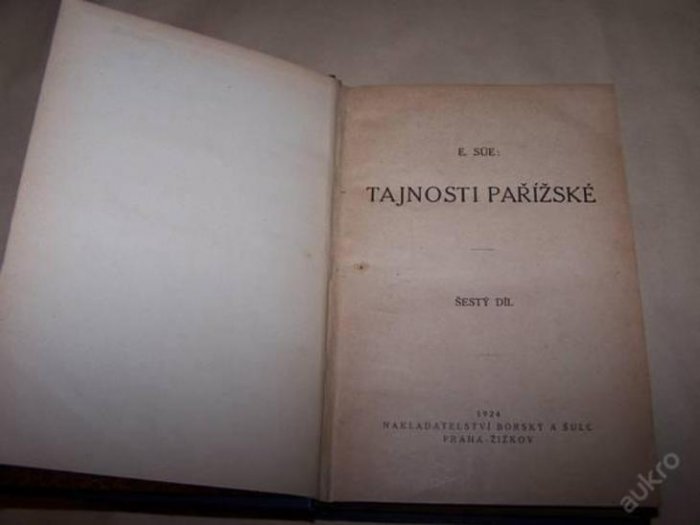 E. SUE:
TAJNOSTI PAŘÍŽSKÉ
ŠESTÝ DÍL
1924
NAKLADATELSTVÍ BORSKÝ A ŠULC
PRAHA-ŽIŽKOV
aukro